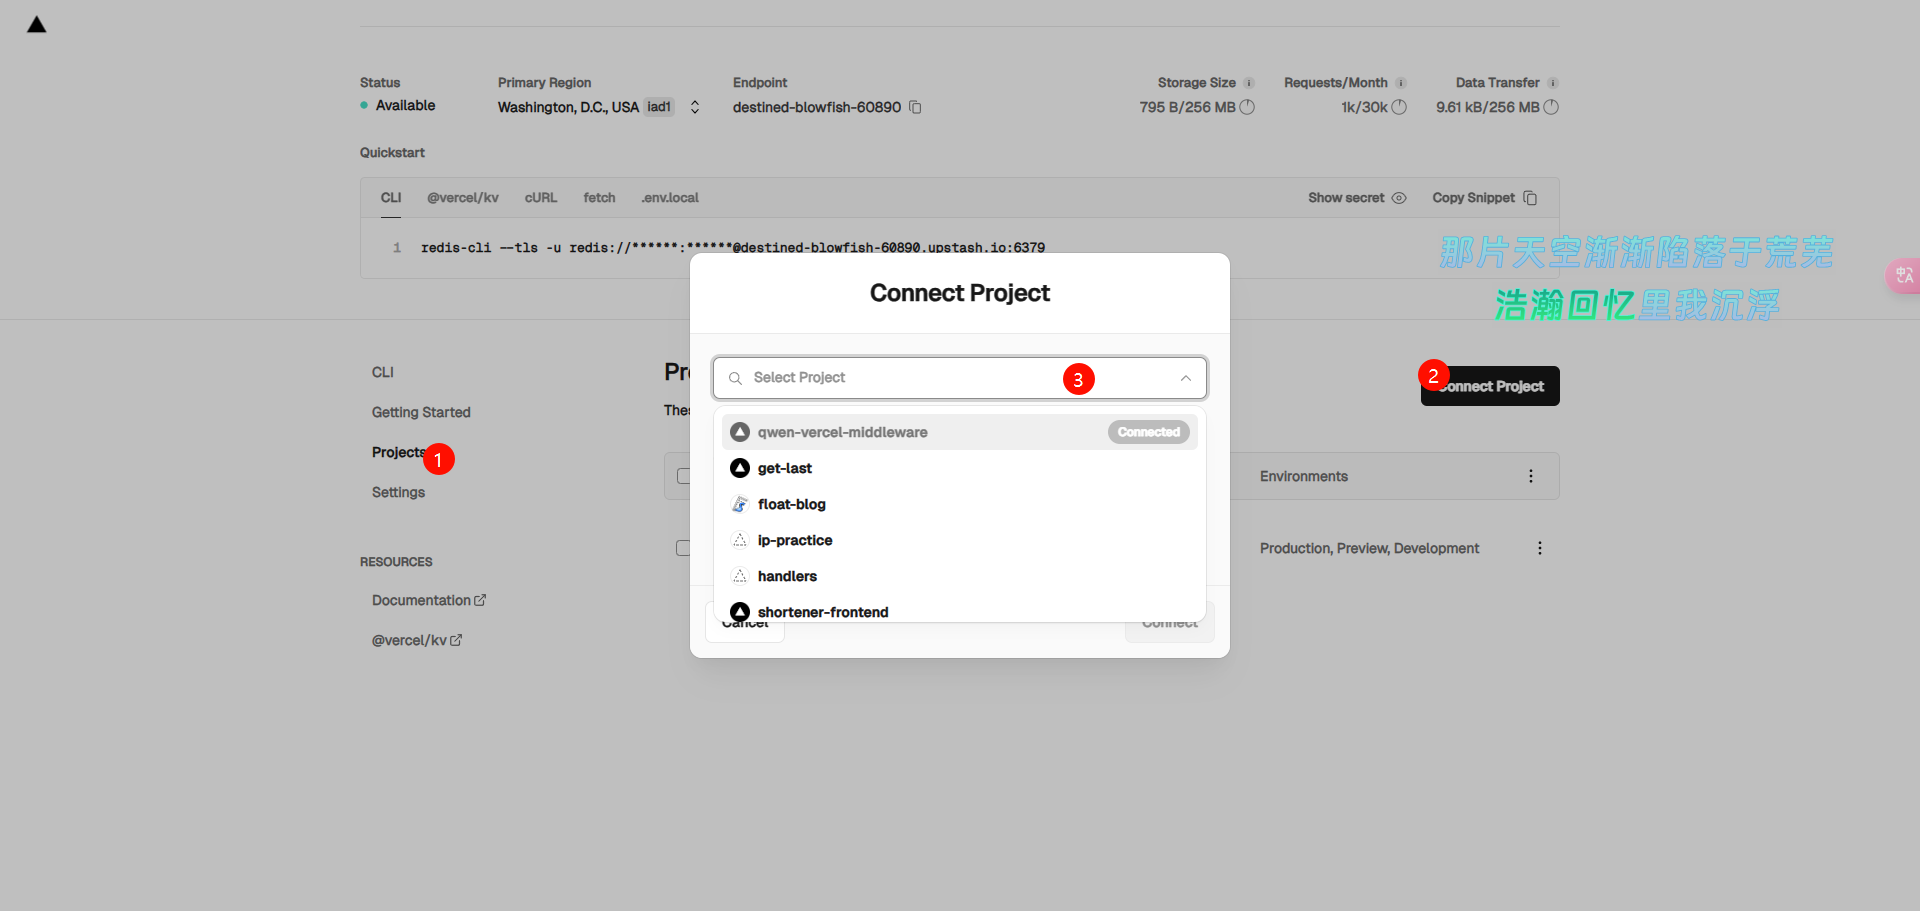 Status
Primary Region
Endpoint
Storage Size
Requests/Month
Data Transfer
Available
Washington, D.C., USA iad1
destined-blowfish-60890
795 B/256 MB
1k/30k
9.61 kB/256 MB
Quickstart
CLI
@vercel/kv
cURL
fetch
.env.local
Show secret
Copy Snippet
1 redis-cli --tls -u redis://******:******@destined-blowfish-60890.upstash.io:6379
那片天空渐渐陷落于荒芜
浩瀚回忆里我沉浮
中A
Connect Project
CLI
Getting Started
Projects 1
Settings
RESOURCES
Documentation
@vercel/kv
Select Project
3
2
Connect Project
qwen-vercel-middleware
Connected
get-last
float-blog
ip-practice
handlers
shortener-frontend
Cancel
Connect
Environments
Production, Preview, Development